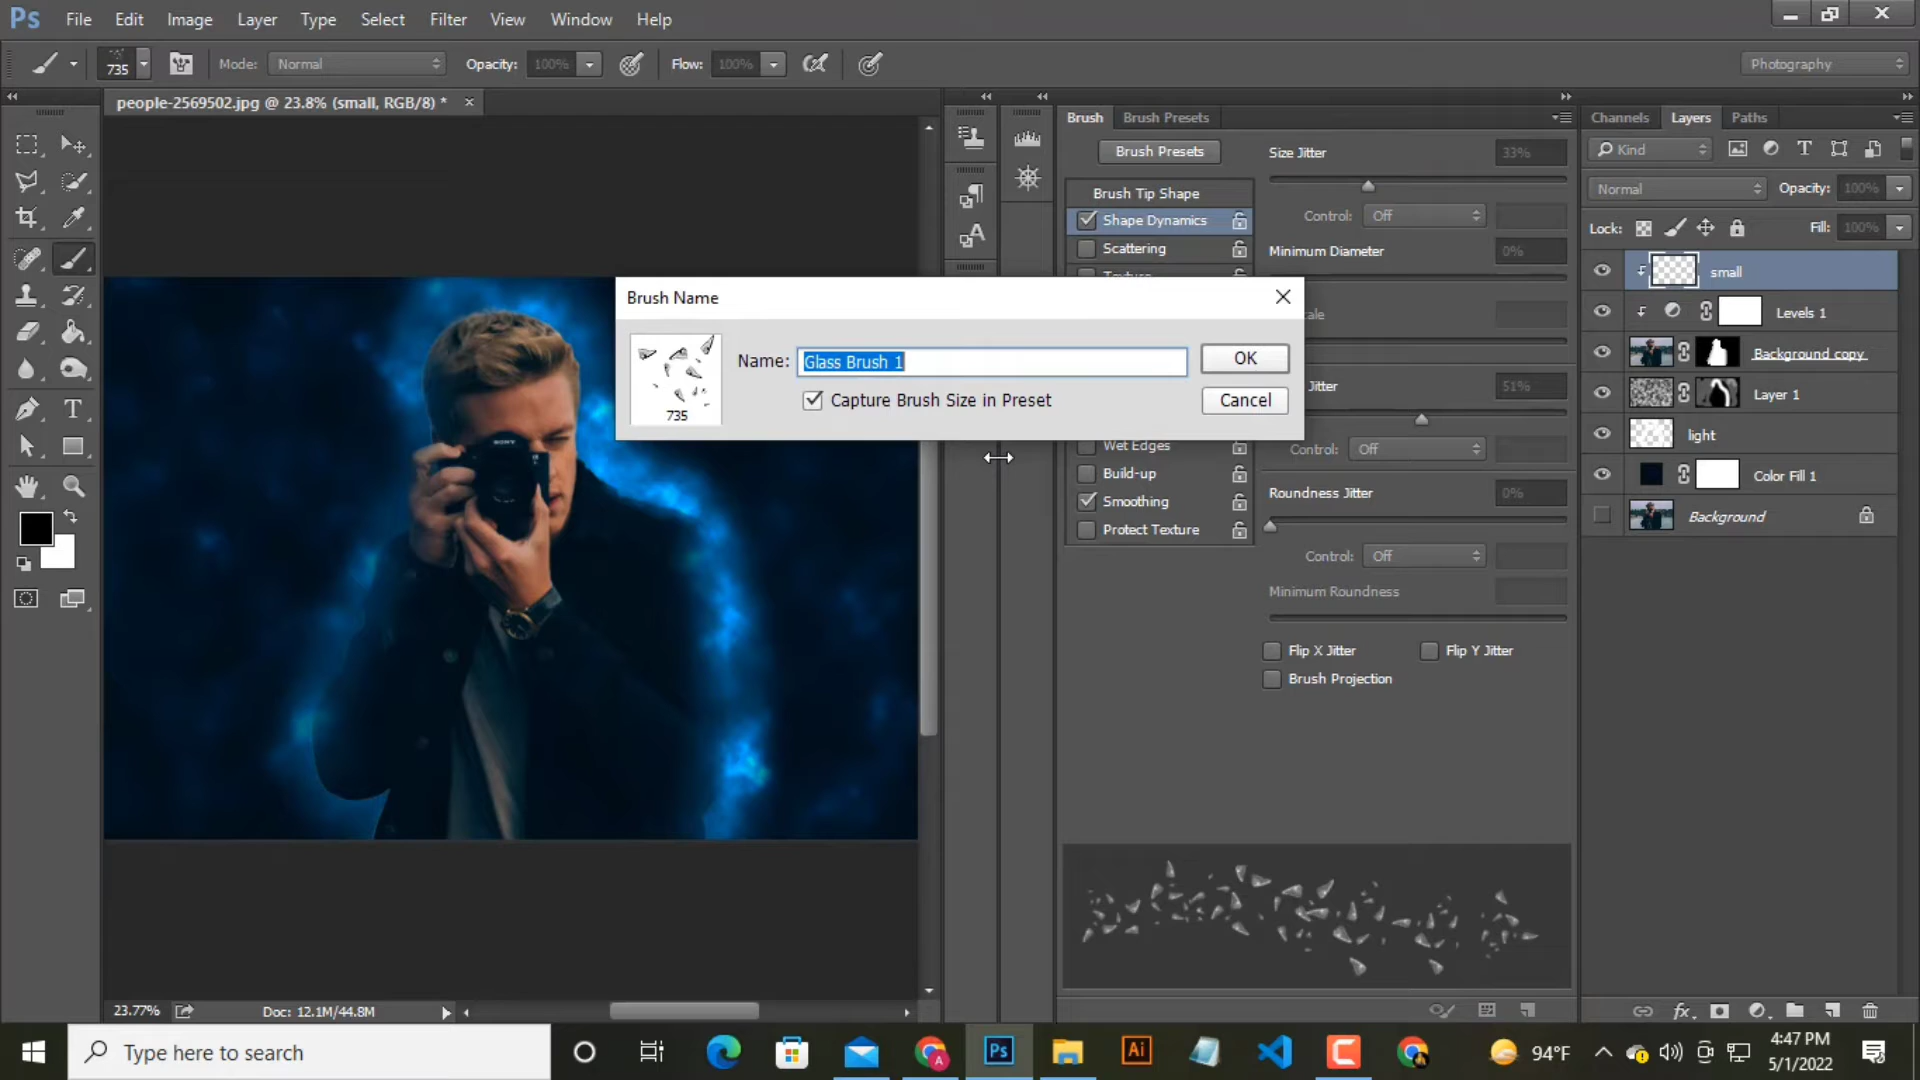 Ps File Edit Image Layer Type Select Filter View Window Help
735 Mode: Normal Opacity: 100% Flow: 100% Photography
people-2569502.jpg @ 23.8% (small, RGB/8) * ×
Brush Brush Presets
Channels Layers Paths
Brush Presets
Size Jitter 33%
Kind
Brush Tip Shape
Normal Opacity: 100%
Shape Dynamics
Control: Off
Lock: Fill: 100%
Scattering
Minimum Diameter 0%
small
Brush Name
Levels 1
735
Name: Glass Brush 1
OK
Capture Brush Size in Preset
Cancel
Background copy
Jitter 51%
Layer 1
light
Wet Edges
Control: Off
Build-up
Color Fill 1
Roundness Jitter 0%
Smoothing
Background
Protect Texture
Control: Off
Minimum Roundness
Flip X Jitter Flip Y Jitter
Brush Projection
SONY
23.77% Doc: 12.1M/44.8M
Type here to search
Ps
Ai
94°F
4:47 PM
5/1/2022